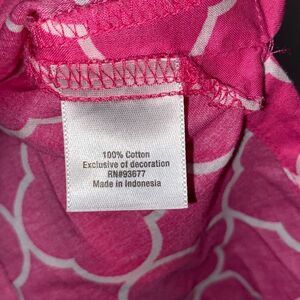 100% Cotton
Exclusive of decoration
RN#93677
Made in Indonesia